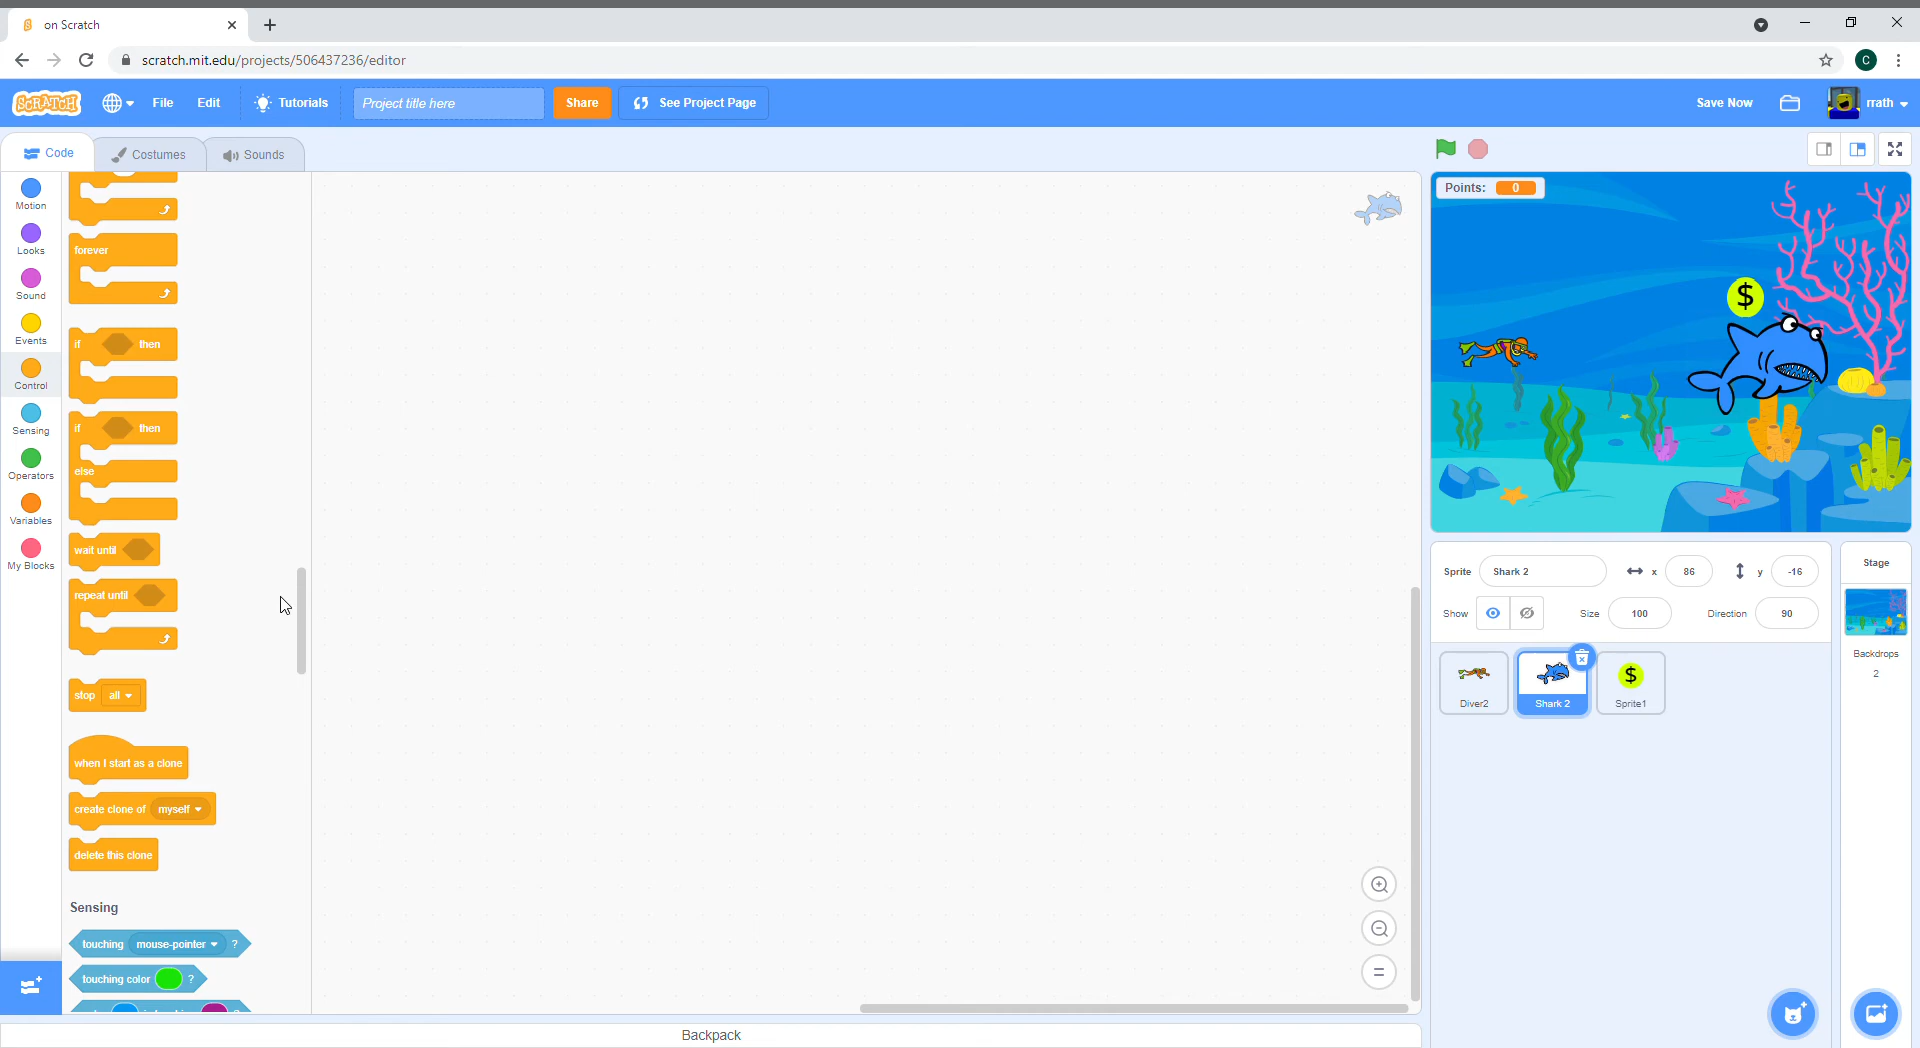 on Scratch
scratch.mit.edu/projects/506437236/editor
C
SCRATCH
File
Edit
Tutorials
Project title here
Share
See Project Page
Save Now
rrath
Code
Costumes
Sounds
Motion
Looks
Sound
Events
Control
Sensing
Operators
Variables
My Blocks
forever
if then
if then
else
wait until
repeat until
stop all
when I start as a clone
create clone of myself
delete this clone
Sensing
touching mouse-pointer ?
touching color ?
Backpack
Points: 0
$
Sprite Shark 2 x 86 y -16
Show Size 100 Direction 90
$
Diver2
Shark 2
Sprite1
Stage
Backdrops
2